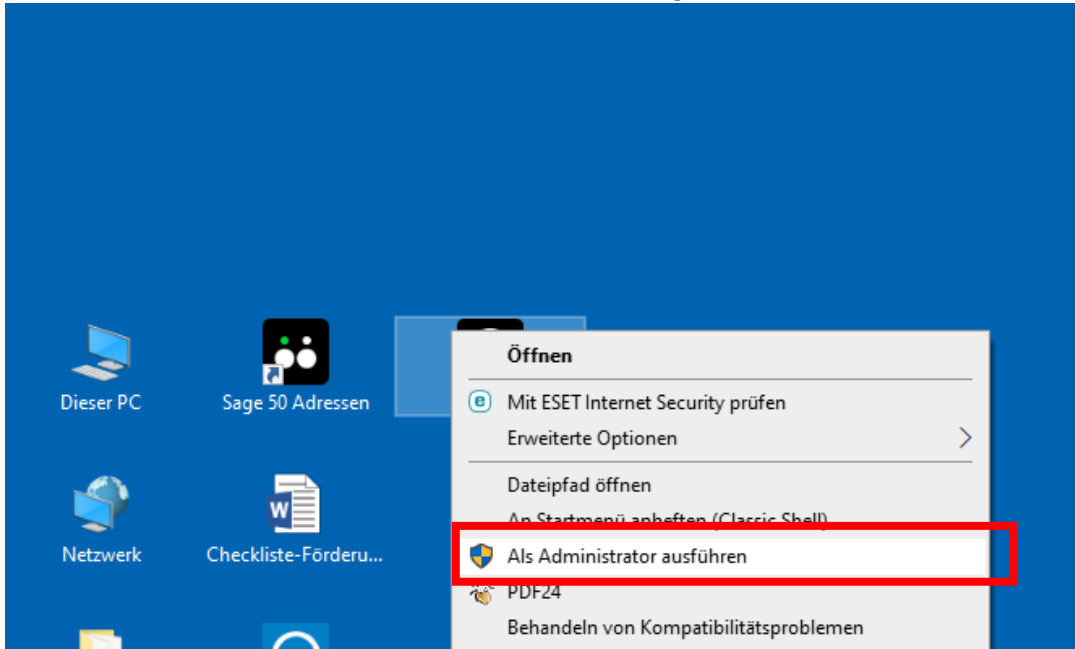 Öffnen
Dieser PC
Sage 50 Adressen
Mit ESET Internet Security prüfen
Erweiterte Optionen
Dateipfad öffnen
An Startmenü anheften (Classic Shell)
Netzwerk
Checkliste-Förderu...
Als Administrator ausführen
PDF24
Behandeln von Kompatibilitätsproblemen